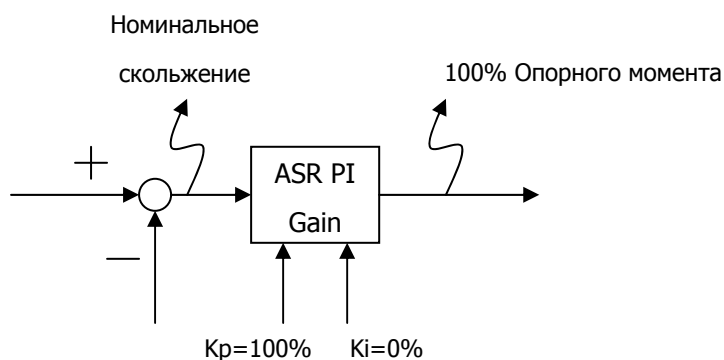 Номинальное
скольжение
100% Опорного момента
+
ASR PI
Gain
—
Kp=100%
Ki=0%